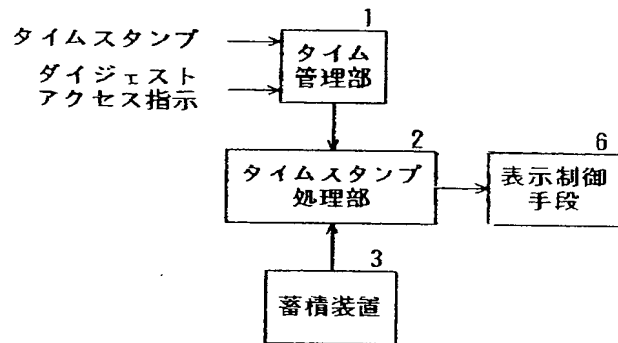 1
タイムスタンプ
タイム
管理部
ダイジェスト
アクセス指示
2
タイムスタンプ
処理部
6
表示制御
手段
3
蓄積装置